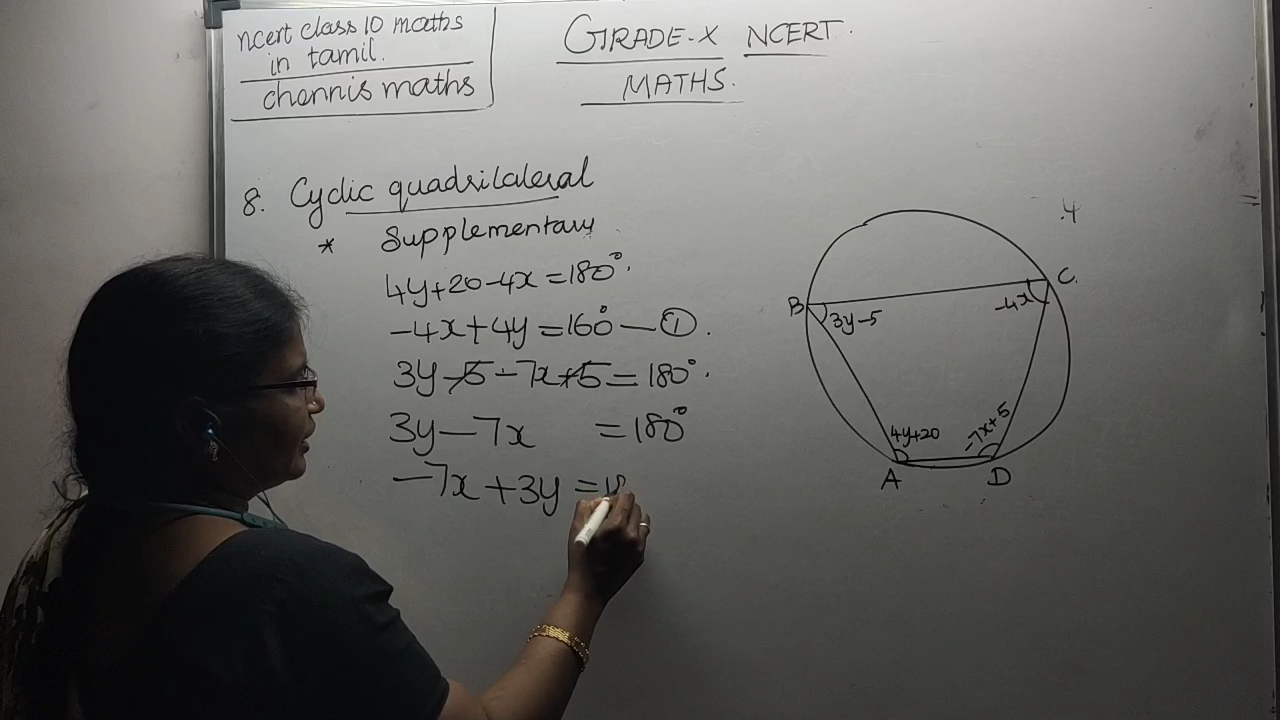 ncert class 10 maths
in tamil.
chennis maths
GRADE-X NCERT.
MATHS.
8. Cyclic quadrilateral
* Supplementary
4y+20-4x=180°.
-4x+4y=160°—①.
3y-5-7x+5=180°.
3y-7x =180°
-7x+3y=18
.4
B
C.
3y-5
-4x
4y+20
-7x+5
A
D